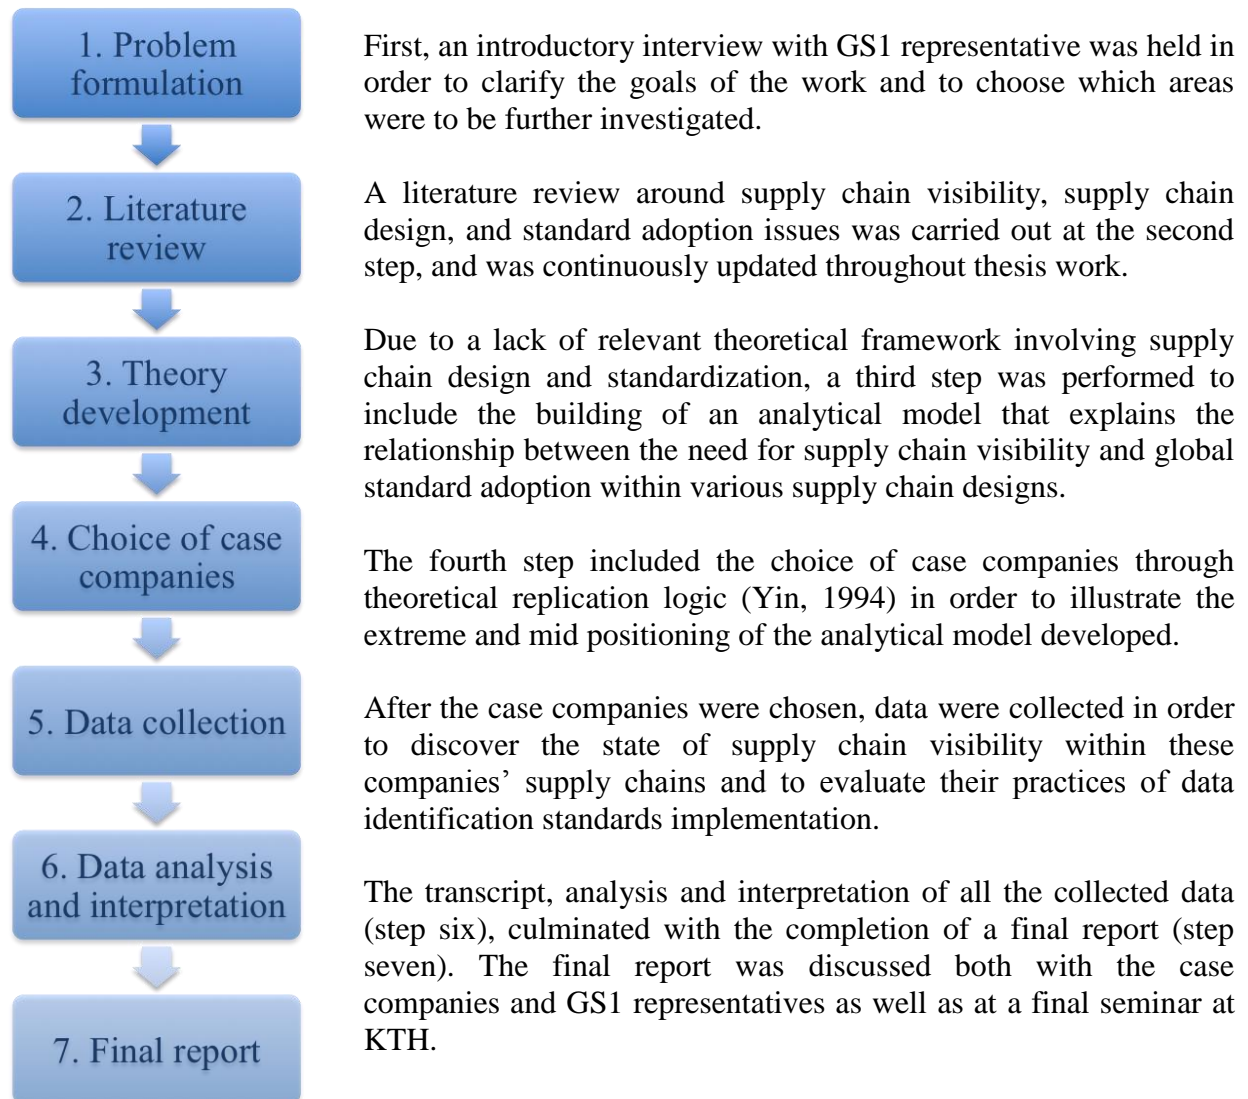 1. Problem
formulation
First, an introductory interview with GS1 representative was held in
order to clarify the goals of the work and to choose which areas
were to be further investigated.
2. Literature
review
A literature review around supply chain visibility, supply chain
design, and standard adoption issues was carried out at the second
step, and was continuously updated throughout thesis work.
3. Theory
development
Due to a lack of relevant theoretical framework involving supply
chain design and standardization, a third step was performed to
include the building of an analytical model that explains the
relationship between the need for supply chain visibility and global
standard adoption within various supply chain designs.
4. Choice of case
companies
The fourth step included the choice of case companies through
theoretical replication logic (Yin, 1994) in order to illustrate the
extreme and mid positioning of the analytical model developed.
5. Data collection
After the case companies were chosen, data were collected in order
to discover the state of supply chain visibility within these
companies’ supply chains and to evaluate their practices of data
identification standards implementation.
6. Data analysis
and interpretation
The transcript, analysis and interpretation of all the collected data
(step six), culminated with the completion of a final report (step
seven). The final report was discussed both with the case
companies and GS1 representatives as well as at a final seminar at
KTH.
7. Final report